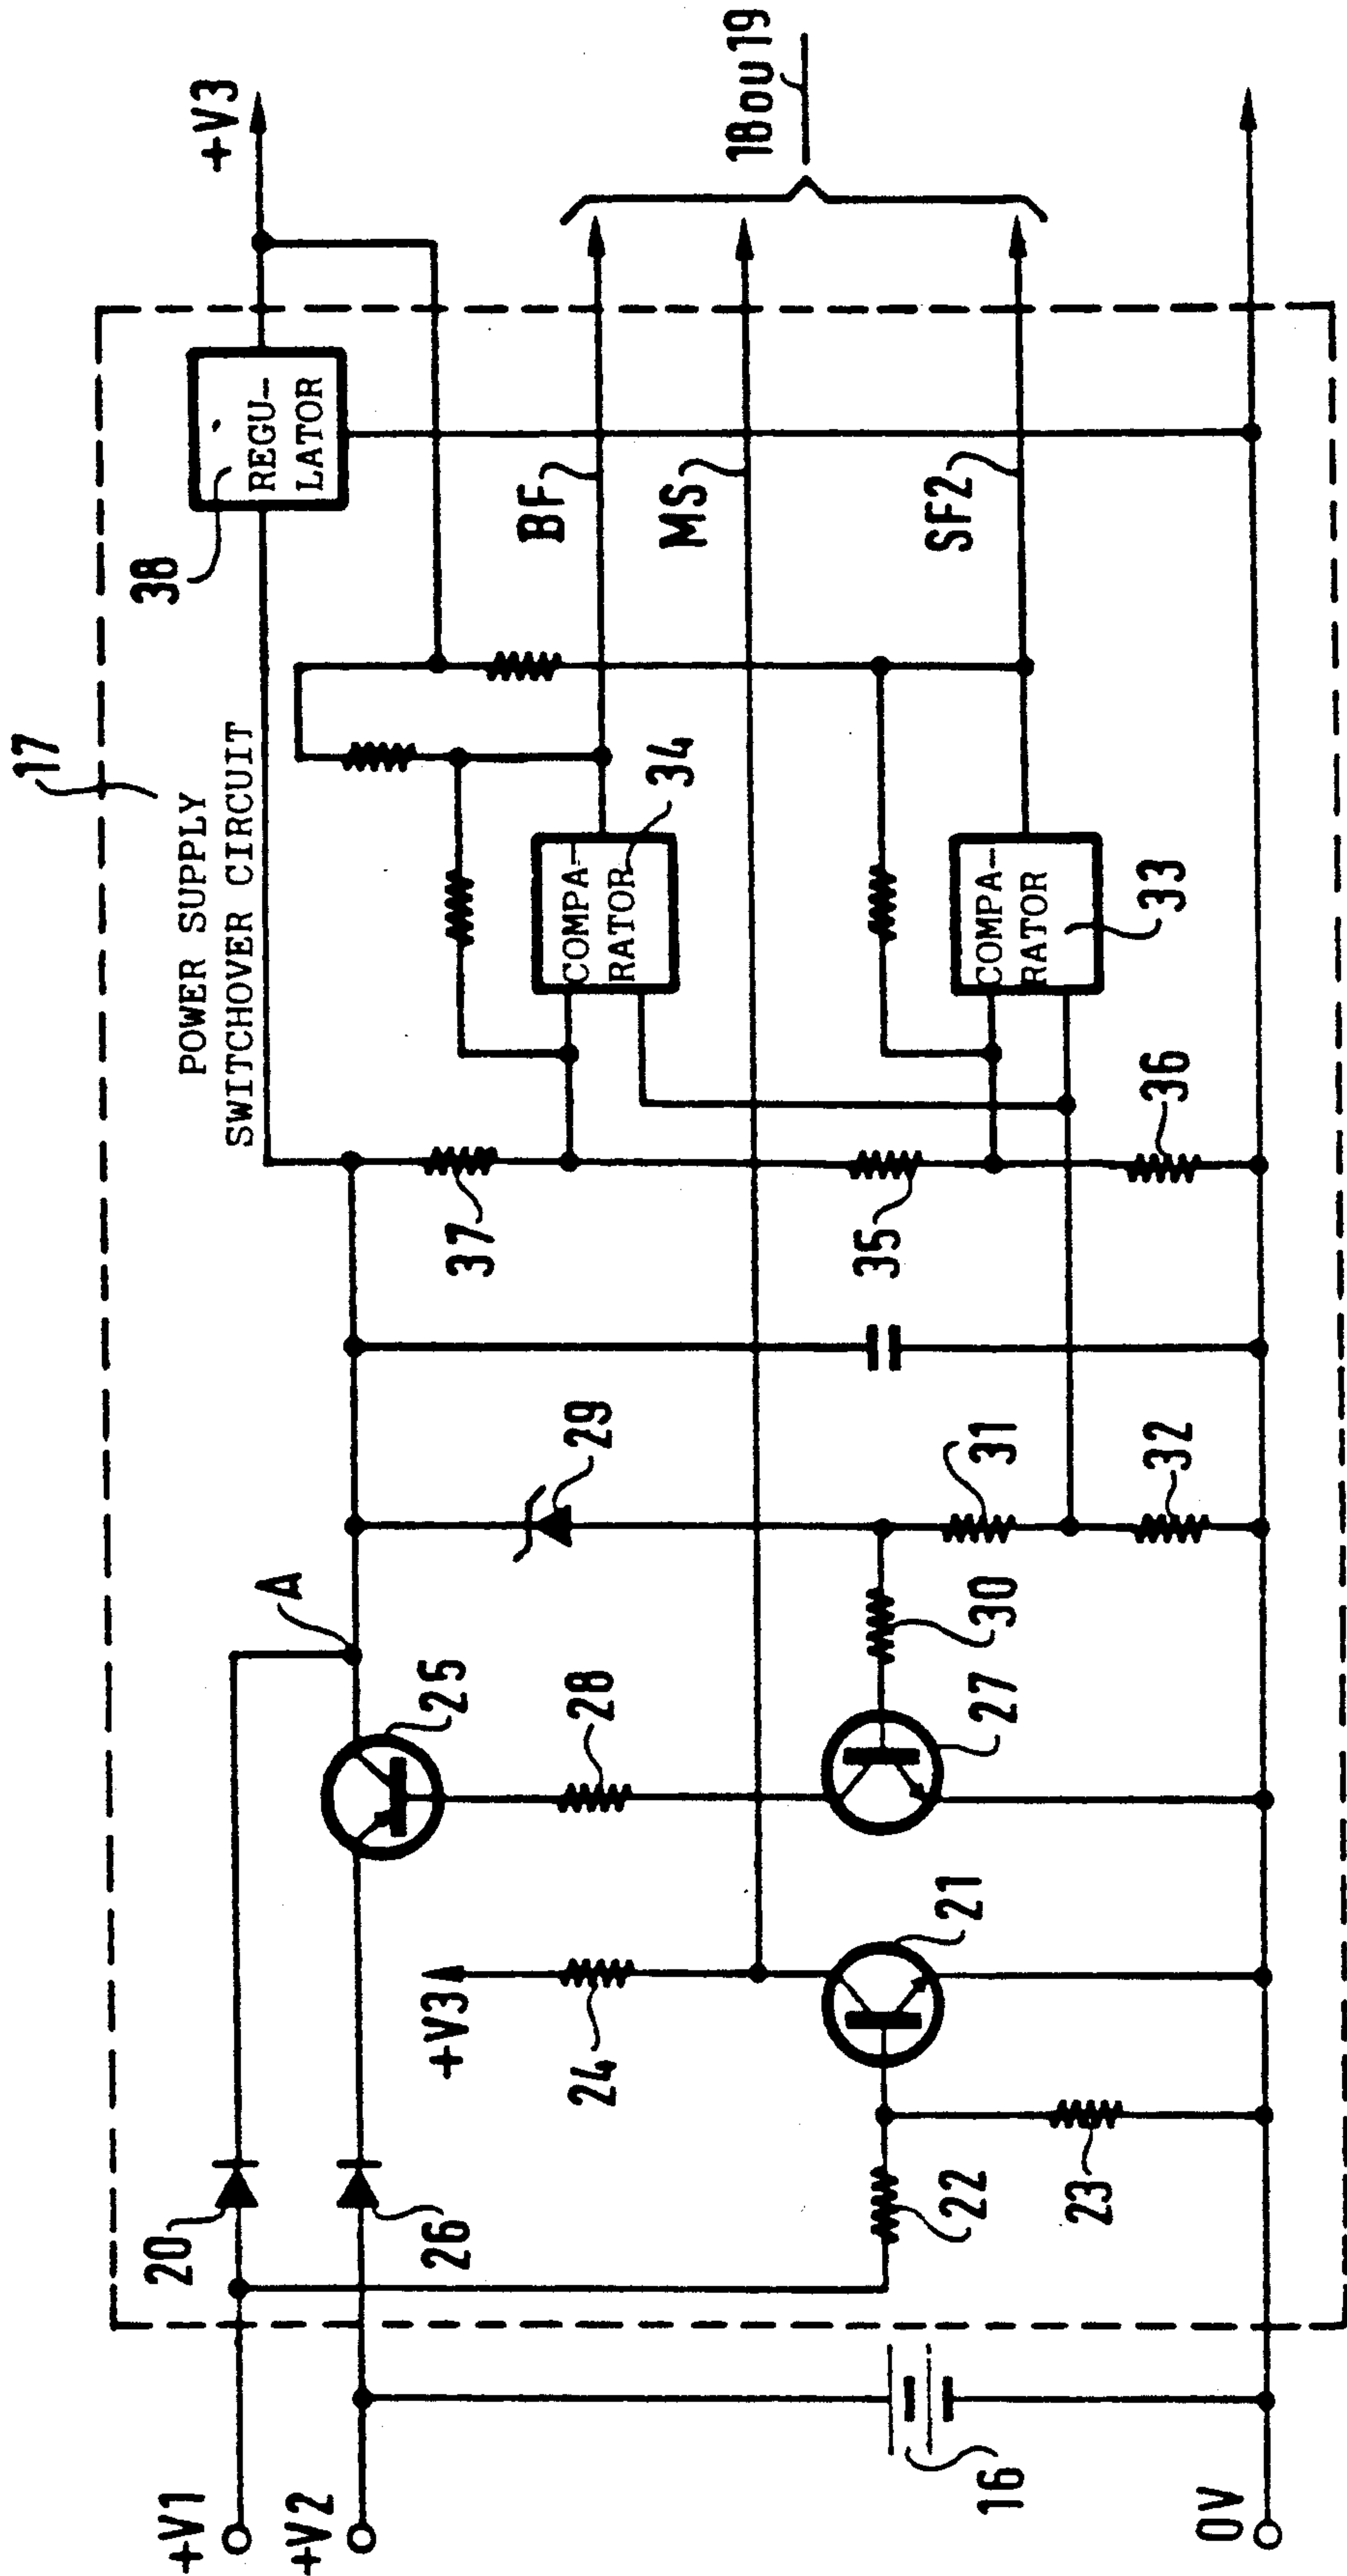 17
POWER SUPPLY
SWITCHOVER CIRCUIT
+V1
+V2
0V
16
20
26
22
23
+V3
24
21
25
28
27
A
30
29
31
32
37
35
36
COMPA-
RATOR
34
COMPA-
RATOR
33
38
REGU-
LATOR
BF
MS
SF2
+V3
18ou19